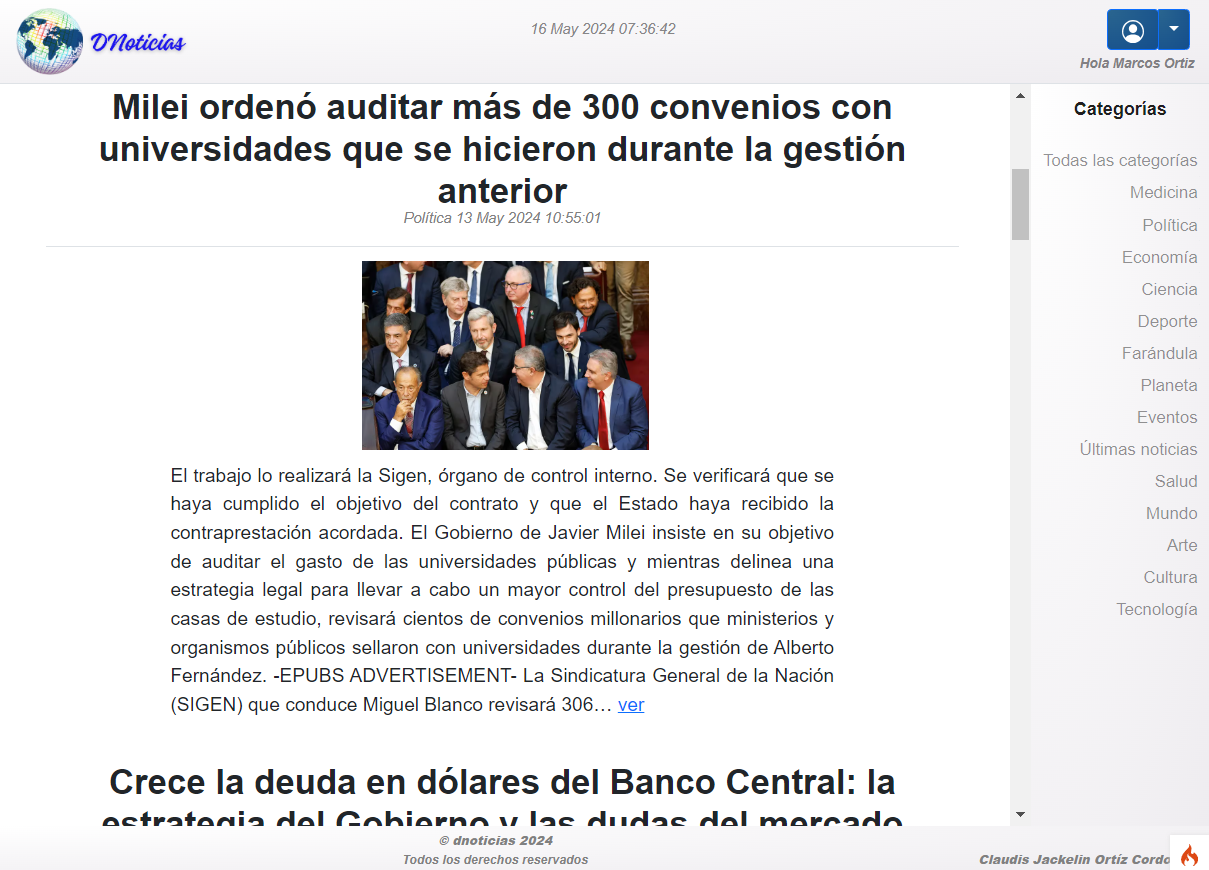 DNoticias
16 May 2024 07:36:42
Hola Marcos Ortiz
Milei ordenó auditar más de 300 convenios con
universidades que se hicieron durante la gestión
anterior
Política 13 May 2024 10:55:01
El trabajo lo realizará la Sigen, órgano de control interno. Se verificará que se
haya cumplido el objetivo del contrato y que el Estado haya recibido la
contraprestación acordada. El Gobierno de Javier Milei insiste en su objetivo
de auditar el gasto de las universidades públicas y mientras delinea una
estrategia legal para llevar a cabo un mayor control del presupuesto de las
casas de estudio, revisará cientos de convenios millonarios que ministerios y
organismos públicos sellaron con universidades durante la gestión de Alberto
Fernández. -EPUBS ADVERTISEMENT- La Sindicatura General de la Nación
(SIGEN) que conduce Miguel Blanco revisará 306… ver
Crece la deuda en dólares del Banco Central: la
estrategia del Gobierno y las dudas del mercado
Categorías
Todas las categorías
Medicina
Política
Economía
Ciencia
Deporte
Farándula
Planeta
Eventos
Últimas noticias
Salud
Mundo
Arte
Cultura
Tecnología
© dnoticias 2024
Todos los derechos reservados
Claudis Jackelin Ortíz Cordo